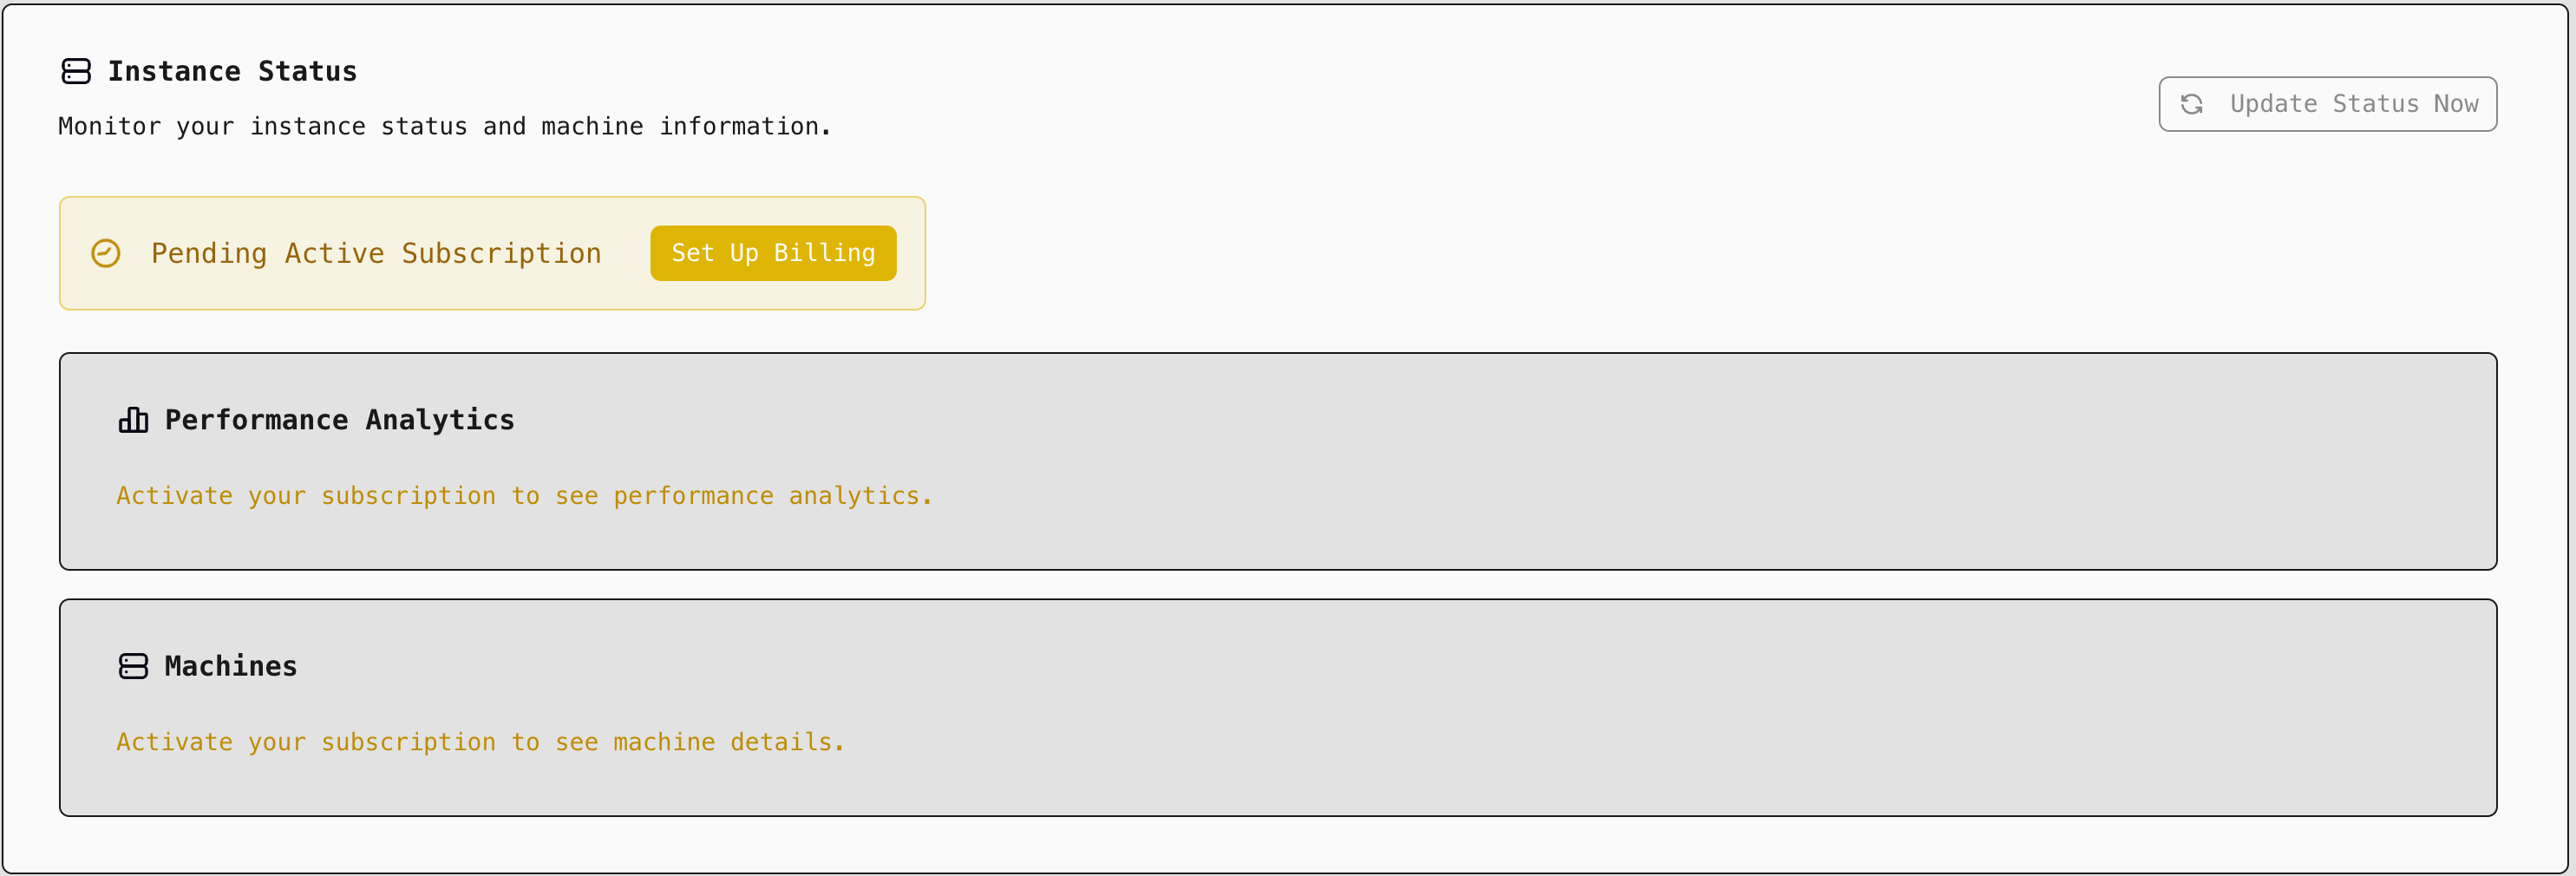 Instance Status
Monitor your instance status and machine information.
Update Status Now
Pending Active Subscription
Set Up Billing
Performance Analytics
Activate your subscription to see performance analytics.
Machines
Activate your subscription to see machine details.